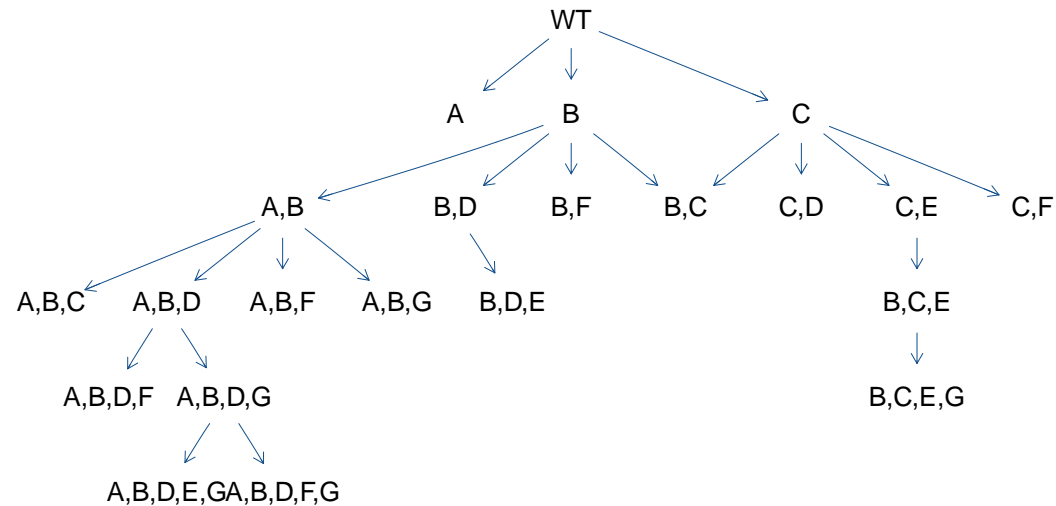 WT
A B C
A,B B,D B,F B,C C,D C,E C,F
A,B,C A,B,D A,B,F A,B,G B,D,E B,C,E
A,B,D,F A,B,D,G B,C,E,G
A,B,D,E,GA,B,D,F,G